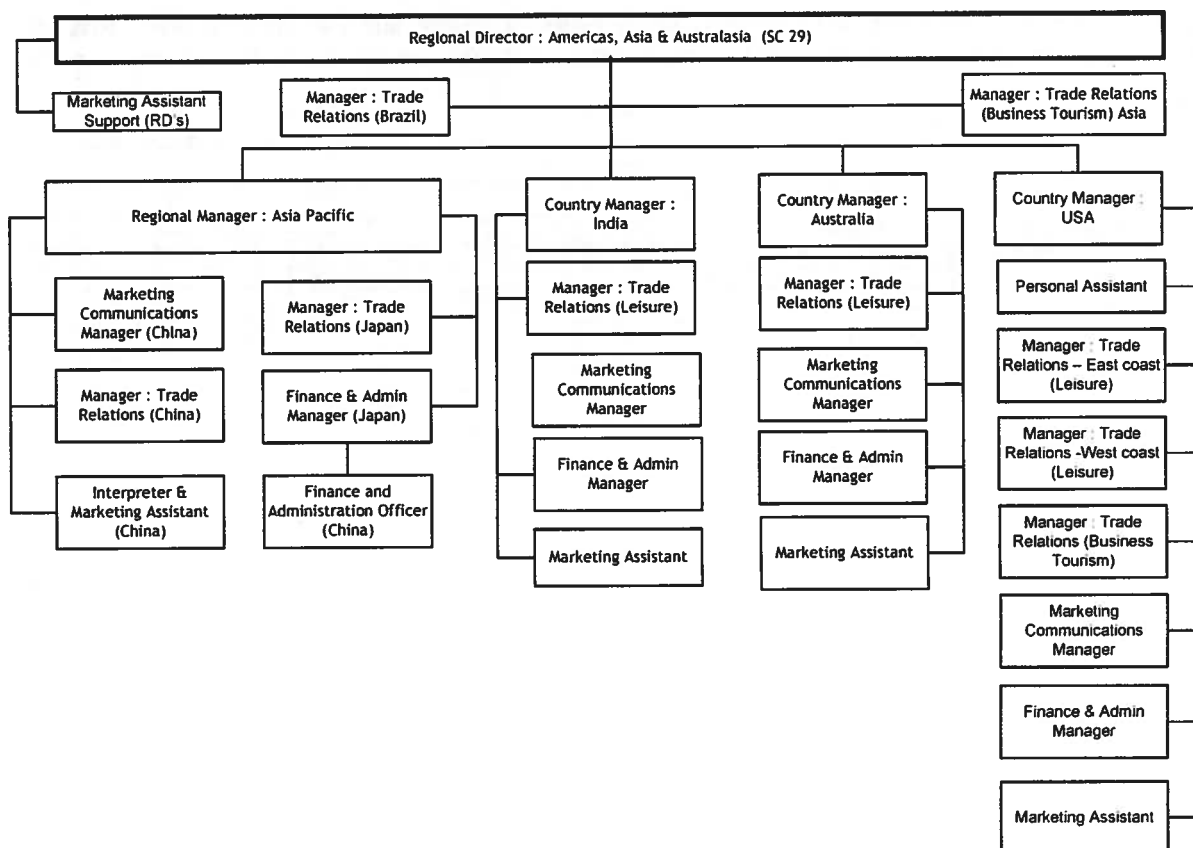 Regional Director : Americas, Asia & Australasia (SC 29)
Marketing Assistant
Support (RD's)
Manager : Trade
Relations (Brazil)
Manager : Trade Relations
(Business Tourism) Asia
Regional Manager : Asia Pacific
Country Manager :
India
Country Manager :
Australia
Country Manager :
USA
Marketing
Communications
Manager (China)
Manager : Trade
Relations (Japan)
Manager : Trade
Relations (Leisure)
Manager : Trade
Relations (Leisure)
Personal Assistant
Manager : Trade
Relations (China)
Finance & Admin
Manager (Japan)
Marketing
Communications
Manager
Marketing
Communications
Manager
Manager : Trade
Relations – East coast
(Leisure)
Interpreter &
Marketing Assistant
(China)
Finance and
Administration Officer
(China)
Finance & Admin
Manager
Finance & Admin
Manager
Manager : Trade
Relations -West coast
(Leisure)
Marketing Assistant
Marketing Assistant
Manager : Trade
Relations (Business
Tourism)
Marketing
Communications
Manager
Finance & Admin
Manager
Marketing Assistant